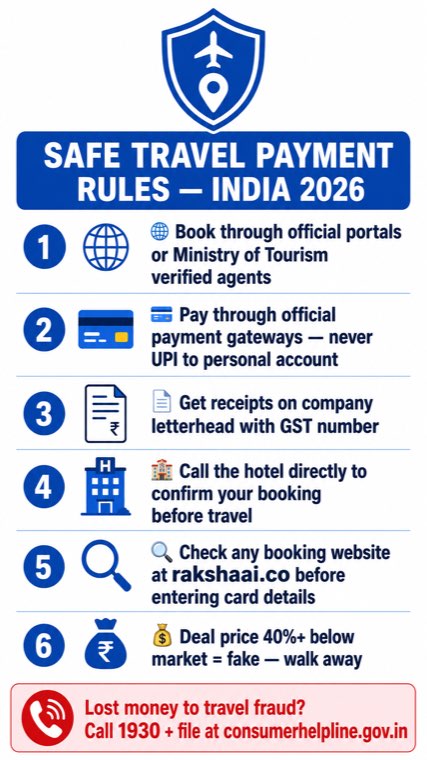 SAFE TRAVEL PAYMENT
RULES — INDIA 2026
1
🌐 Book through official portals
or Ministry of Tourism
verified agents
2
💳 Pay through official
payment gateways — never
UPI to personal account
3
₹
📄 Get receipts on company
letterhead with GST number
4
H
🏨 Call the hotel directly to
confirm your booking
before travel
5
🔍 Check any booking website
at rakshaai.co before
entering card details
6
₹
💰 Deal price 40%+ below
market = fake — walk away
Lost money to travel fraud?
Call 1930 + file at consumerhelpline.gov.in